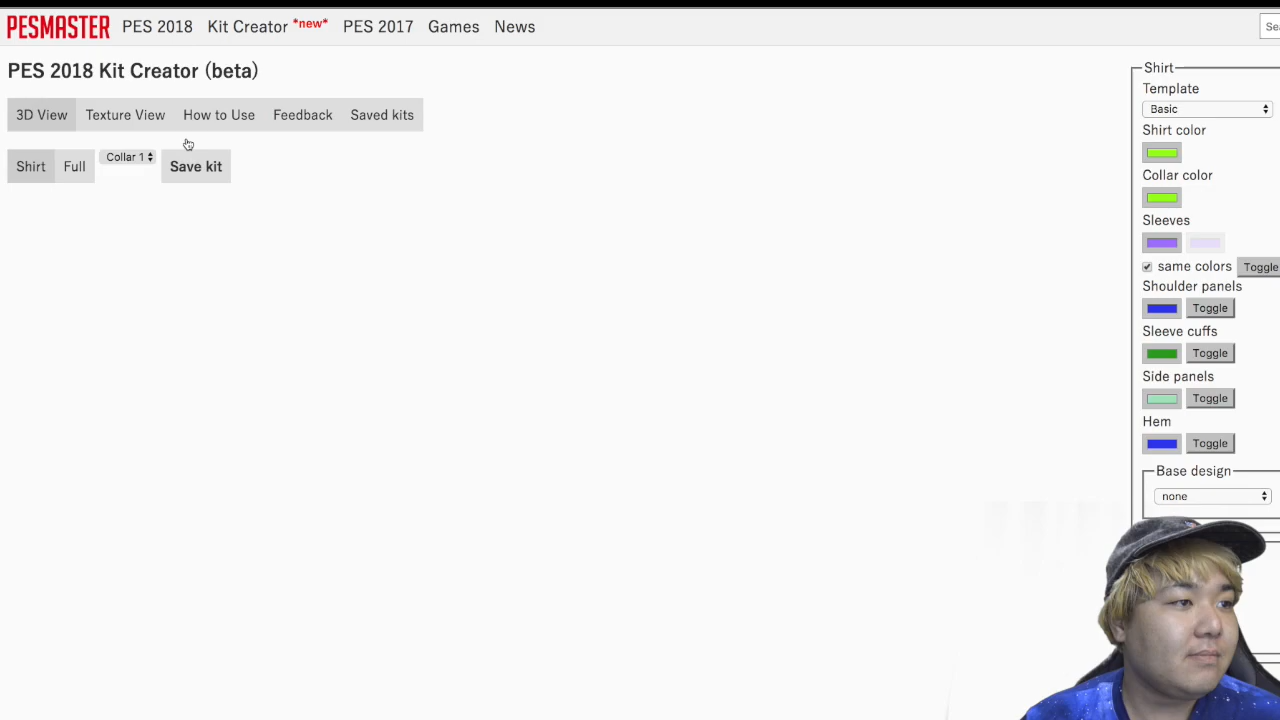 PESMASTER PES 2018 Kit Creator *new* PES 2017 Games News
PES 2018 Kit Creator (beta)
3D View Texture View How to Use Feedback Saved kits
Shirt Full Collar 1 Save kit
Shirt
Template
Basic
Shirt color
Collar color
Sleeves
same colors Toggle
Shoulder panels
Toggle
Sleeve cuffs
Toggle
Side panels
Toggle
Hem
Toggle
Base design
none